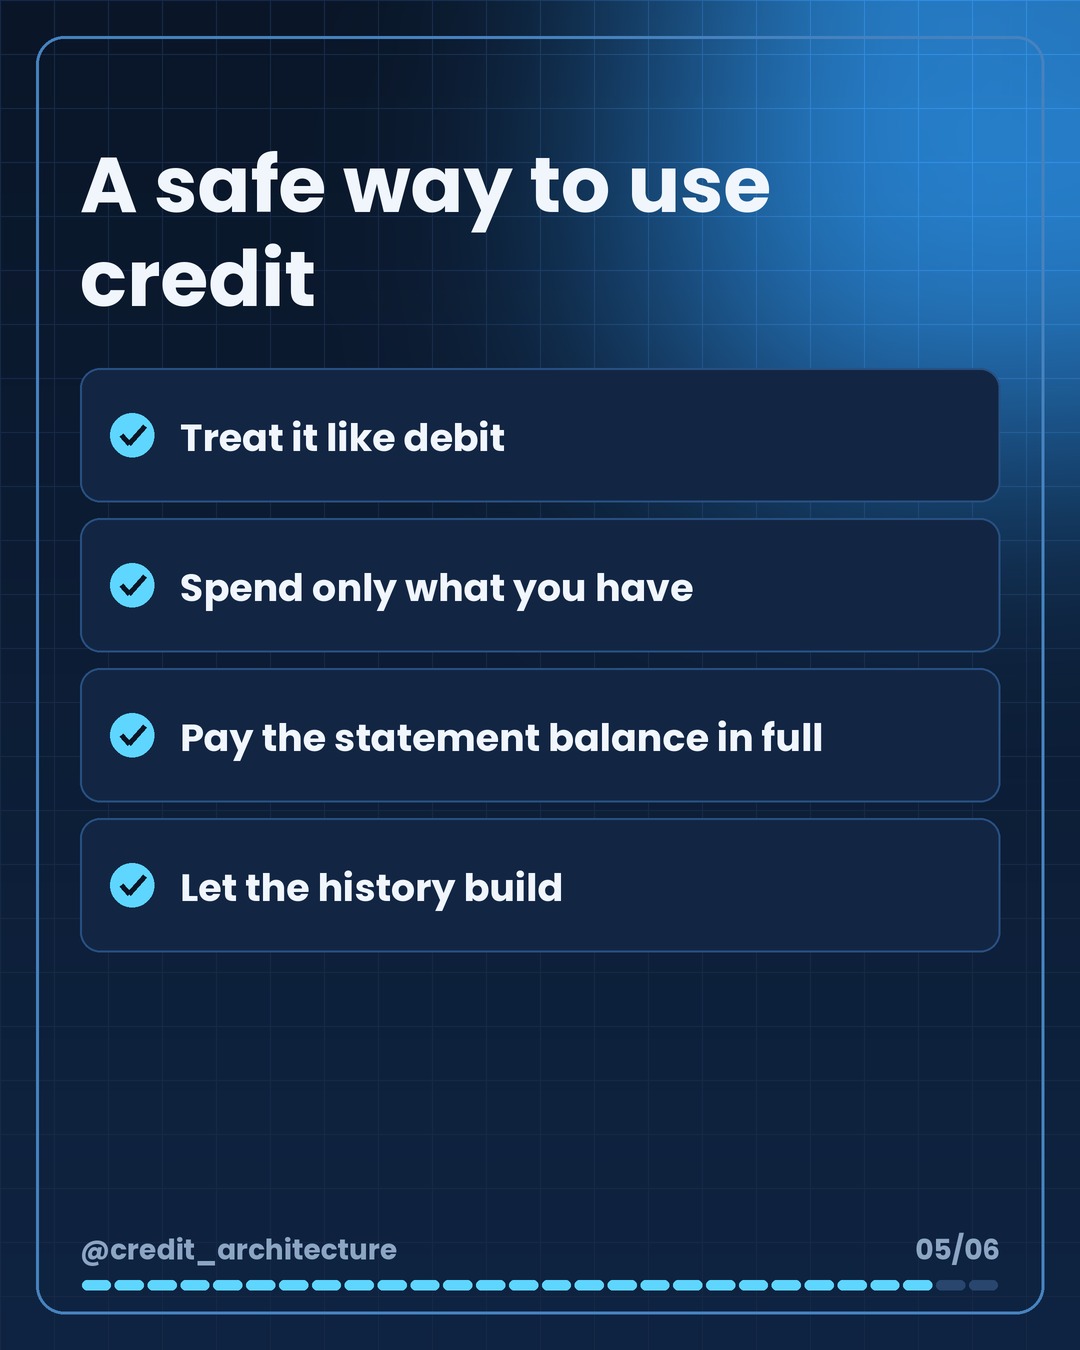 A safe way to use
credit
Treat it like debit
Spend only what you have
Pay the statement balance in full
Let the history build
@credit_architecture
05/06